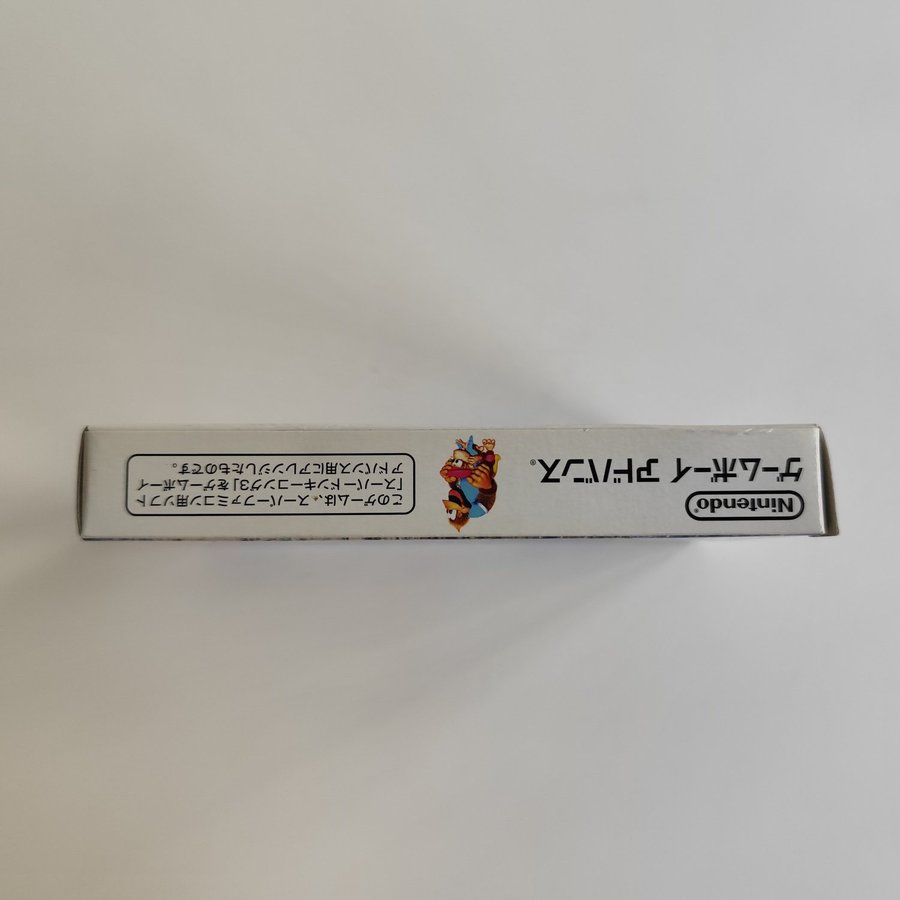 Nintendo®
ゲームボーイ アドバンス®
このゲームは、スーパーファミコン用ソフト
「スーパードンキーコング3」を、ゲームボーイ
アドバンス用にアレンジしたものです。